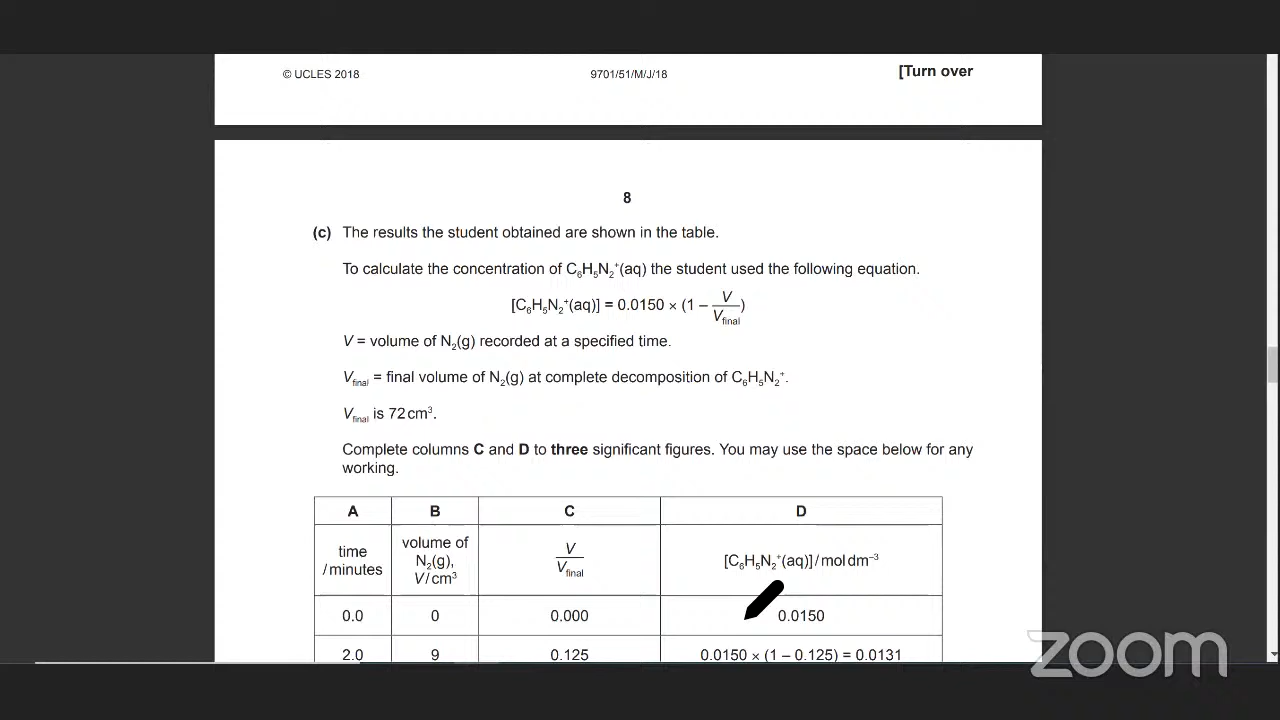 © UCLES 2018 9701/51/M/J/18 [Turn over
8
(c) The results the student obtained are shown in the table.
To calculate the concentration of C₆H₅N₂⁺(aq) the student used the following equation.
[C₆H₅N₂⁺(aq)] = 0.0150 × (1 – V/V_final)
V = volume of N₂(g) recorded at a specified time.
V_final = final volume of N₂(g) at complete decomposition of C₆H₅N₂⁺.
V_final is 72 cm³.
Complete columns C and D to three significant figures. You may use the space below for any
working.
A B C D
time /minutes volume of N₂(g), V/cm³ V/V_final [C₆H₅N₂⁺(aq)]/mol dm⁻³
0.0 0 0.000 0.0150
2.0 9 0.125 0.0150 × (1 – 0.125) = 0.0131
zoom